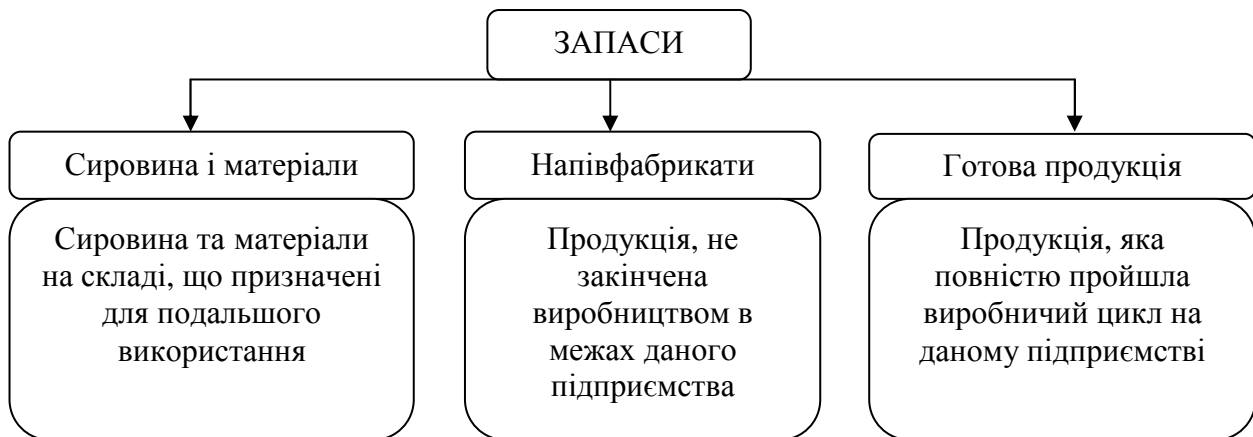 ЗАПАСИ
Сировина і матеріали
Сировина та матеріали
на складі, що призначені
для подальшого
використання
Напівфабрикати
Продукція, не
закінчена
виробництвом в
межах даного
підприємства
Готова продукція
Продукція, яка
повністю пройшла
виробничий цикл на
даному підприємстві